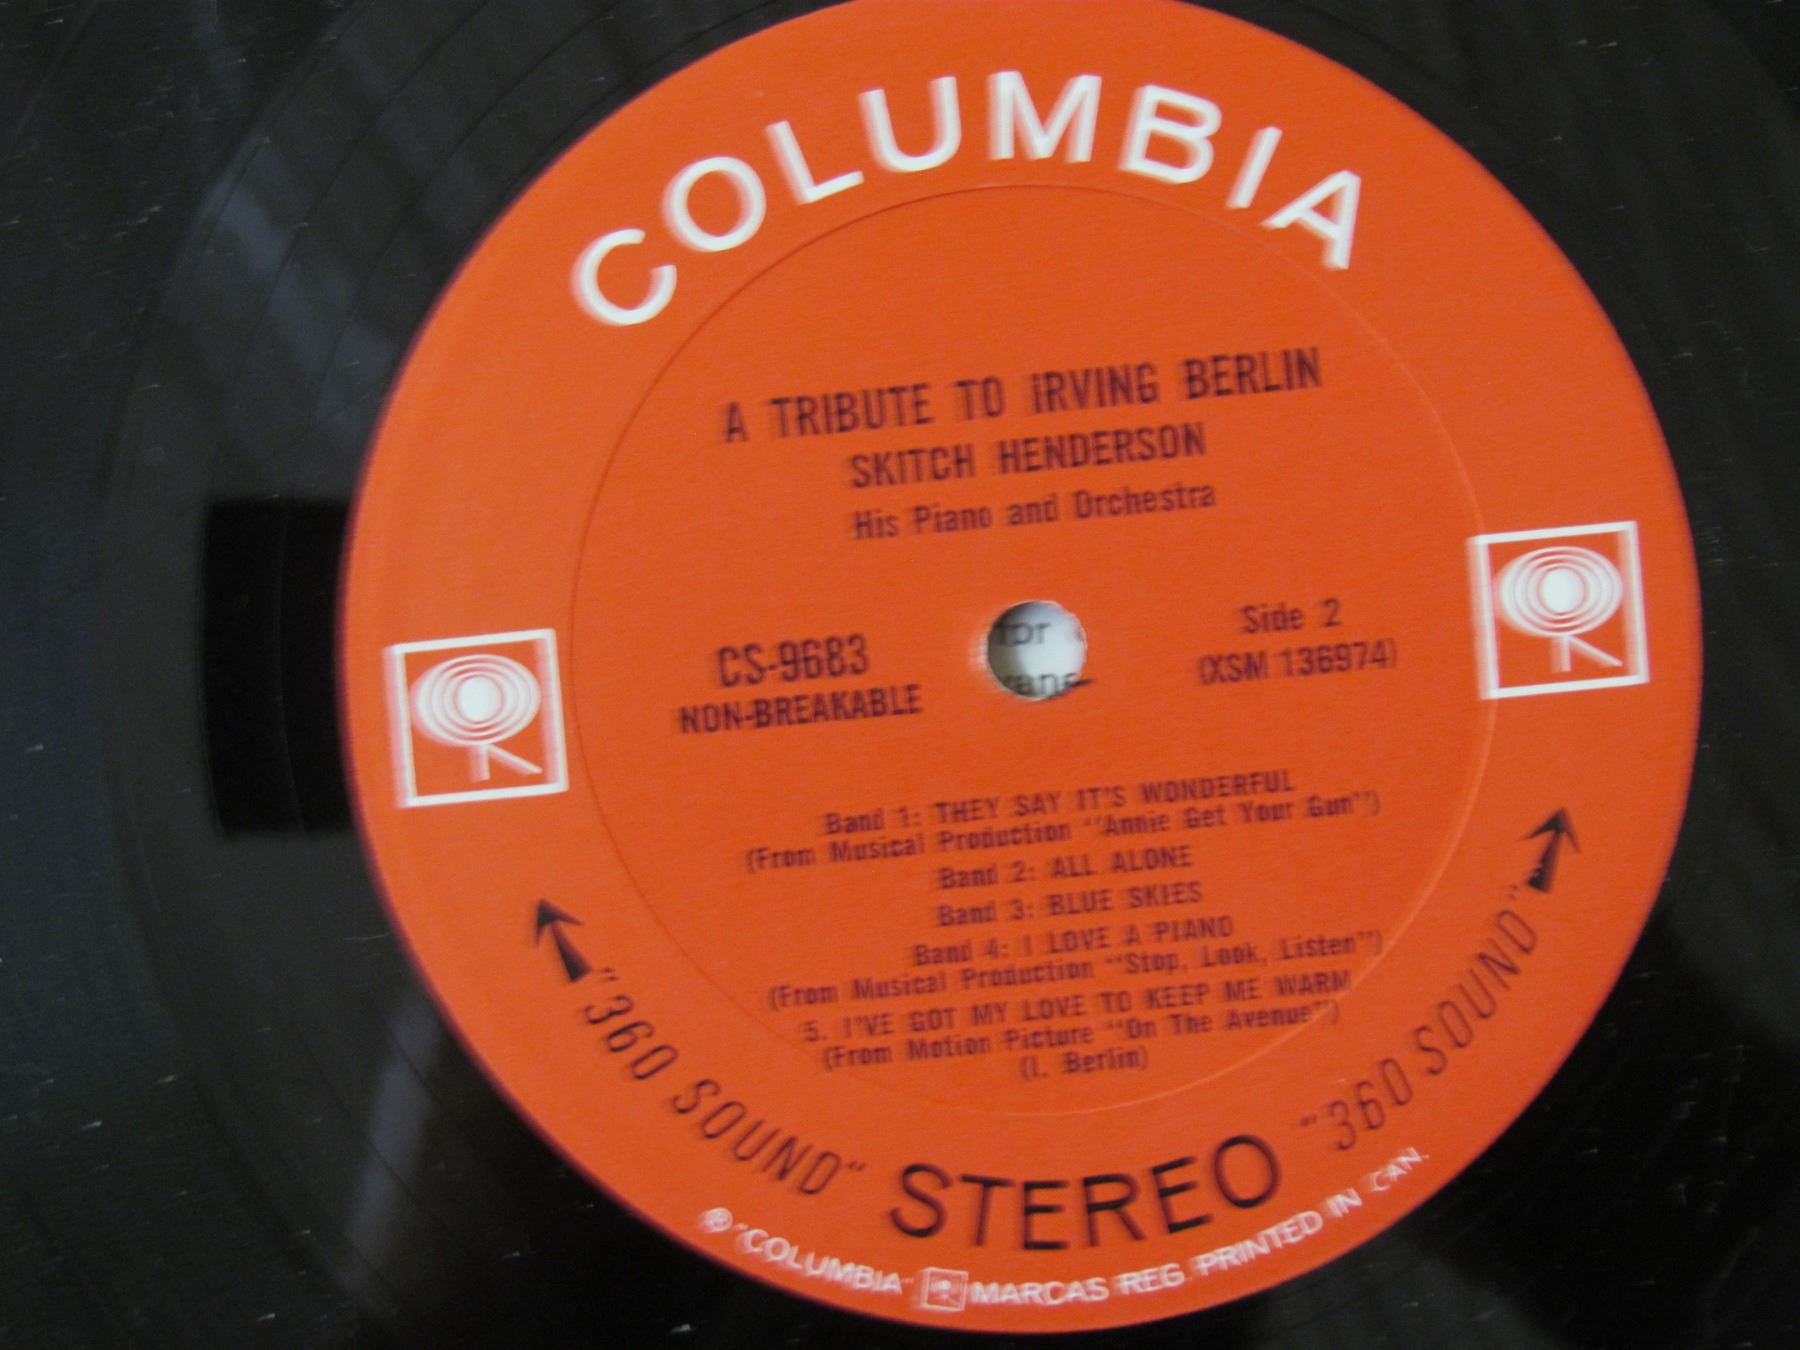 COLUMBIA
A TRIBUTE TO IRVING BERLIN
SKITCH HENDERSON
His Piano and Orchestra
CS-9683
NON-BREAKABLE
for
Side 2
(XSM 136974)
Band 1: THEY SAY IT'S WONDERFUL
(From Musical Production "Annie Get Your Gun")
Band 2: ALL ALONE
Band 3: BLUE SKIES
Band 4: I LOVE A PIANO
(From Musical Production "Stop, Look, Listen")
5. I'VE GOT MY LOVE TO KEEP ME WARM
(From Motion Picture "On The Avenue")
(I. Berlin)
"360 SOUND" STEREO "360 SOUND"
® "COLUMBIA" MARCAS REG. PRINTED IN CAN.